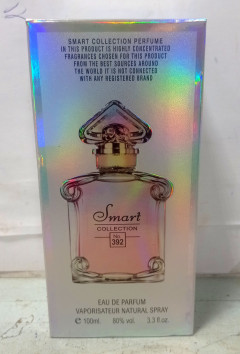 SMART COLLECTION PERFUME
IN THIS PRODUCT IS HIGHLY CONCENTRATED
FRAGRANCES CHOSEN FOR THIS PRODUCT
FROM THE BEST SOURCES AROUND
THE WORLD IT IS NOT CONNECTED
WITH ANY REGISTERED BRAND
Smart
COLLECTION
No.
392
EAU DE PARFUM
VAPORISATEUR NATURAL SPRAY
e 100ml. 80% vol. 3.3 fl.oz.